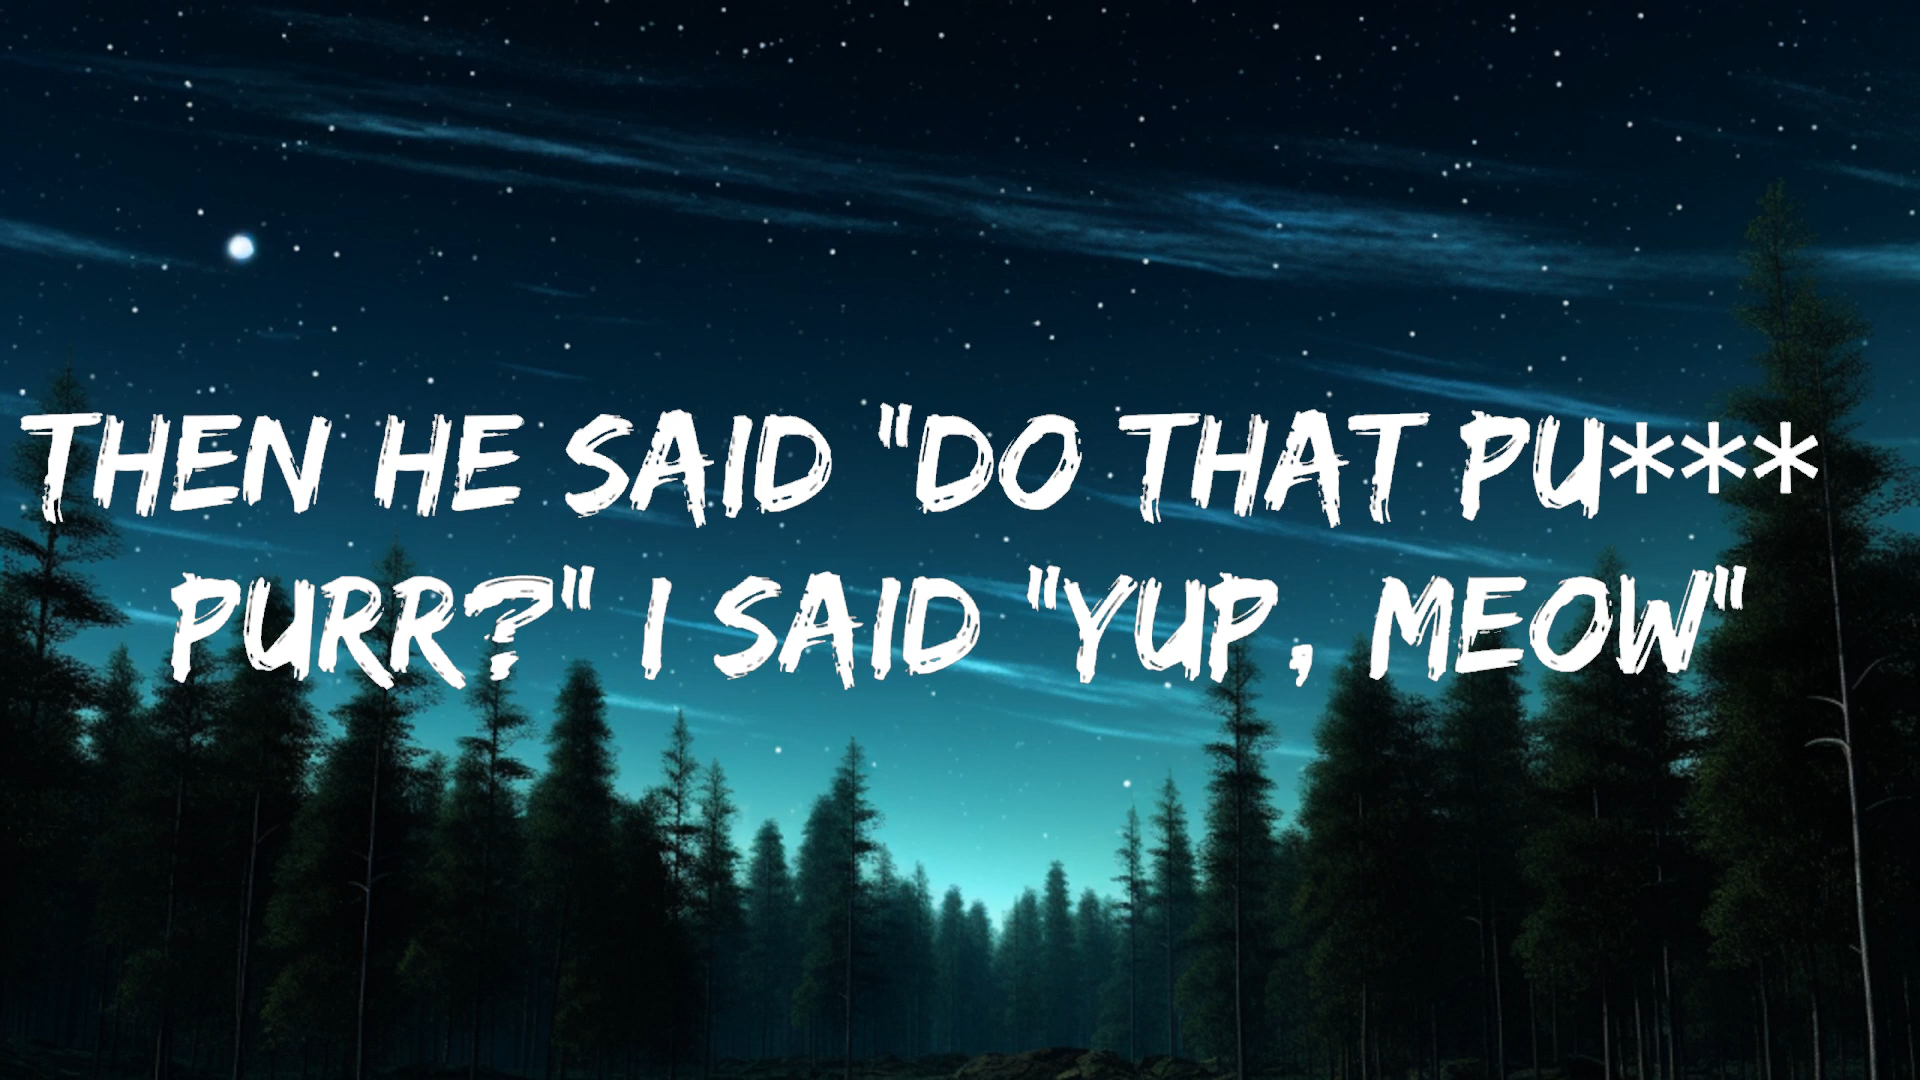 THEN HE SAID "DO THAT PU***
PURR?" I SAID "YUP, MEOW"